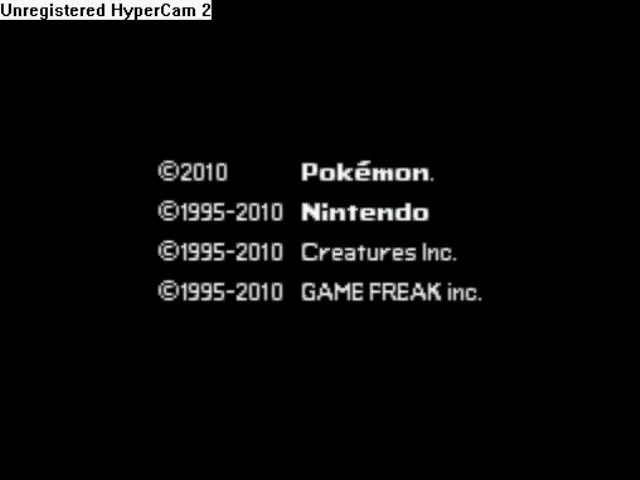 Unregistered HyperCam 2
©2010 Pokémon.
©1995-2010 Nintendo
©1995-2010 Creatures Inc.
©1995-2010 GAME FREAK inc.